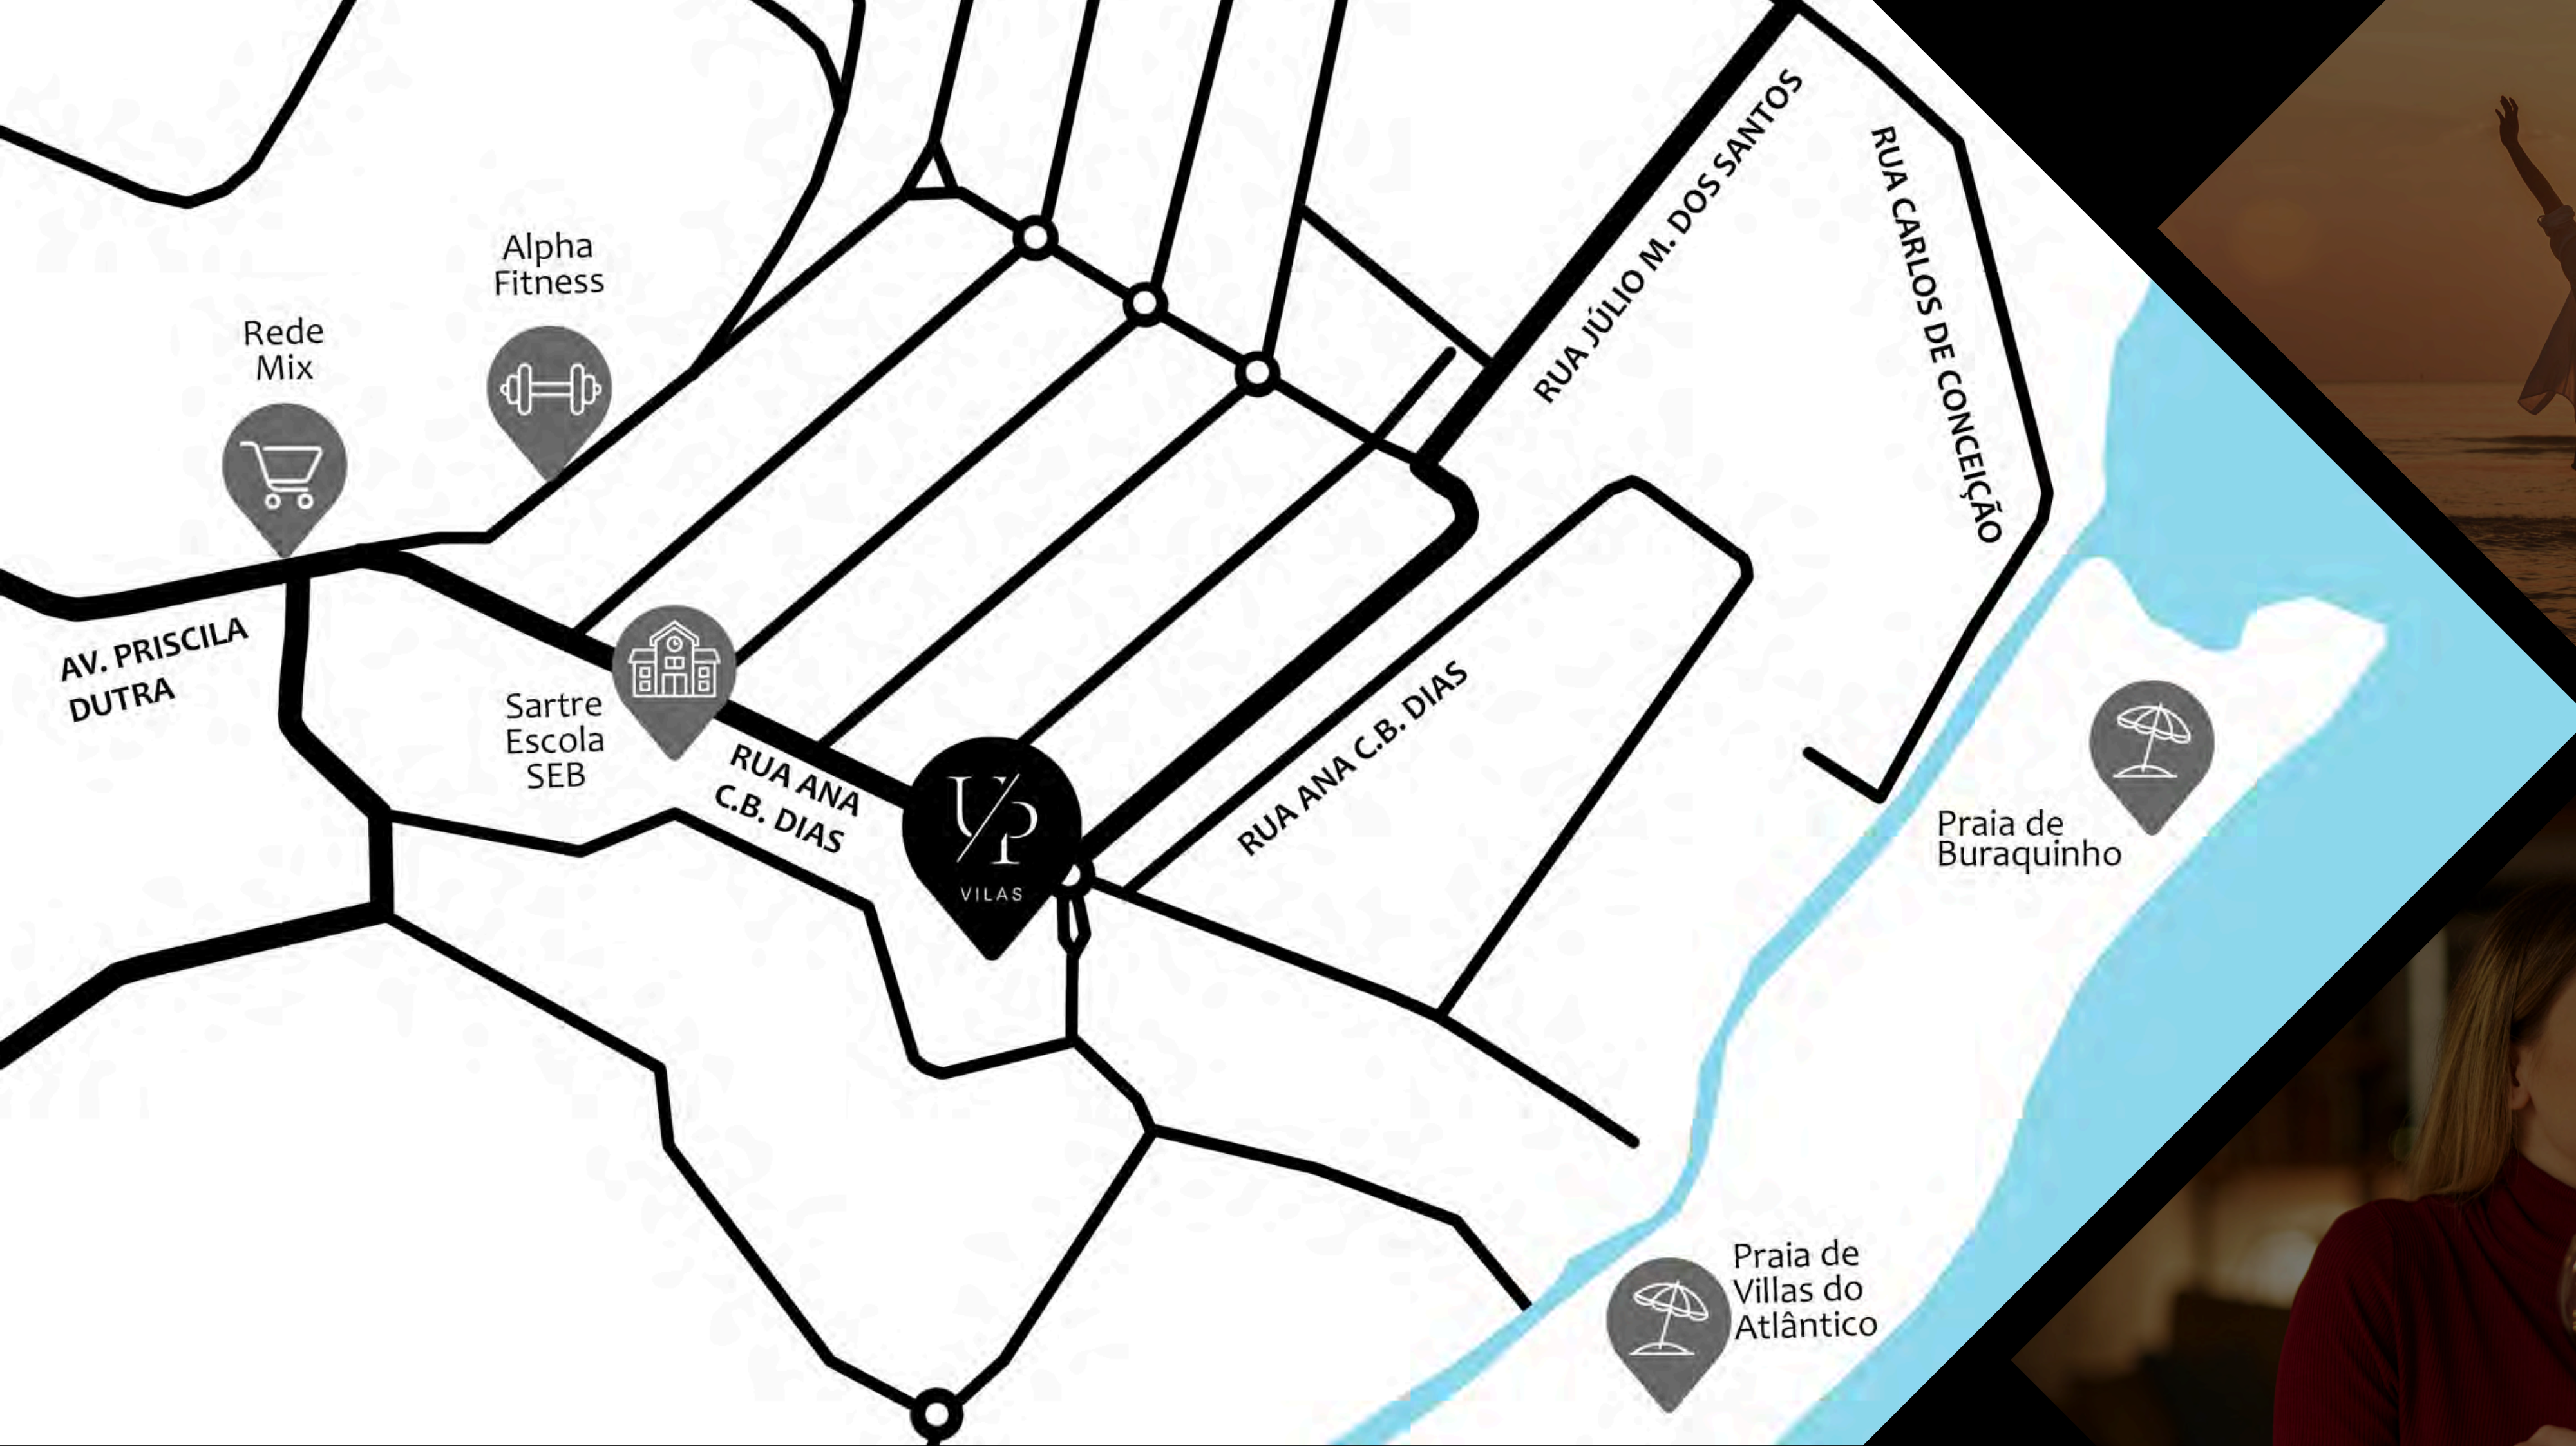 RUA JÚLIO M. DOS SANTOS
RUA CARLOS DE CONCEIÇÃO
Alpha
Fitness
Rede
Mix
AV. PRISCILA
DUTRA
Sartre
Escola
SEB
RUA ANA
C.B. DIAS
UP
VILAS
RUA ANA C.B. DIAS
Praia de
Buraquinho
Praia de
Villas do
Atlântico